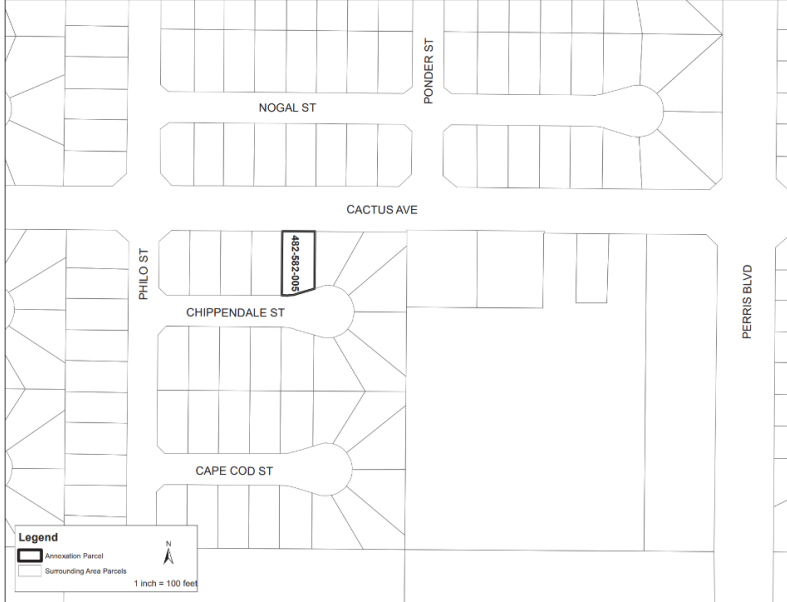 PONDER ST
NOGAL ST
CACTUS AVE
482-582-005
PHILO ST
PERRIS BLVD
CHIPPENDALE ST
CAPE COD ST
Legend
Annexation Parcel
Surrounding Area Parcels
N
1 inch = 100 feet